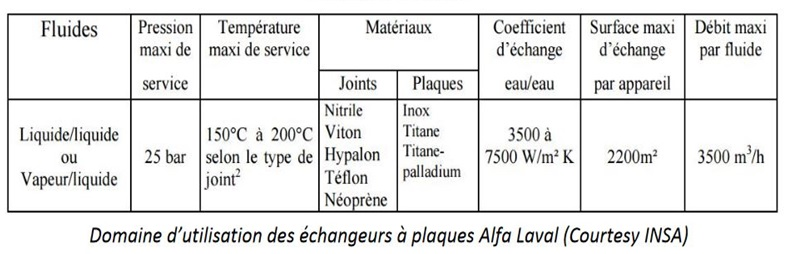 Fluides
Pression
maxi de
service
Température
maxi de service
Matériaux
Joints
Plaques
Coefficient
d'échange
eau/eau
Surface maxi
d'échange
par appareil
Débit maxi
par fluide
Liquide/liquide
ou
Vapeur/liquide
25 bar
150°C à 200°C
selon le type de
joint²
Nitrile
Viton
Hypalon
Téflon
Néoprène
Inox
Titane
Titane-
palladium
3500 à
7500 W/m² K
2200m²
3500 m³/h
Domaine d'utilisation des échangeurs à plaques Alfa Laval (Courtesy INSA)